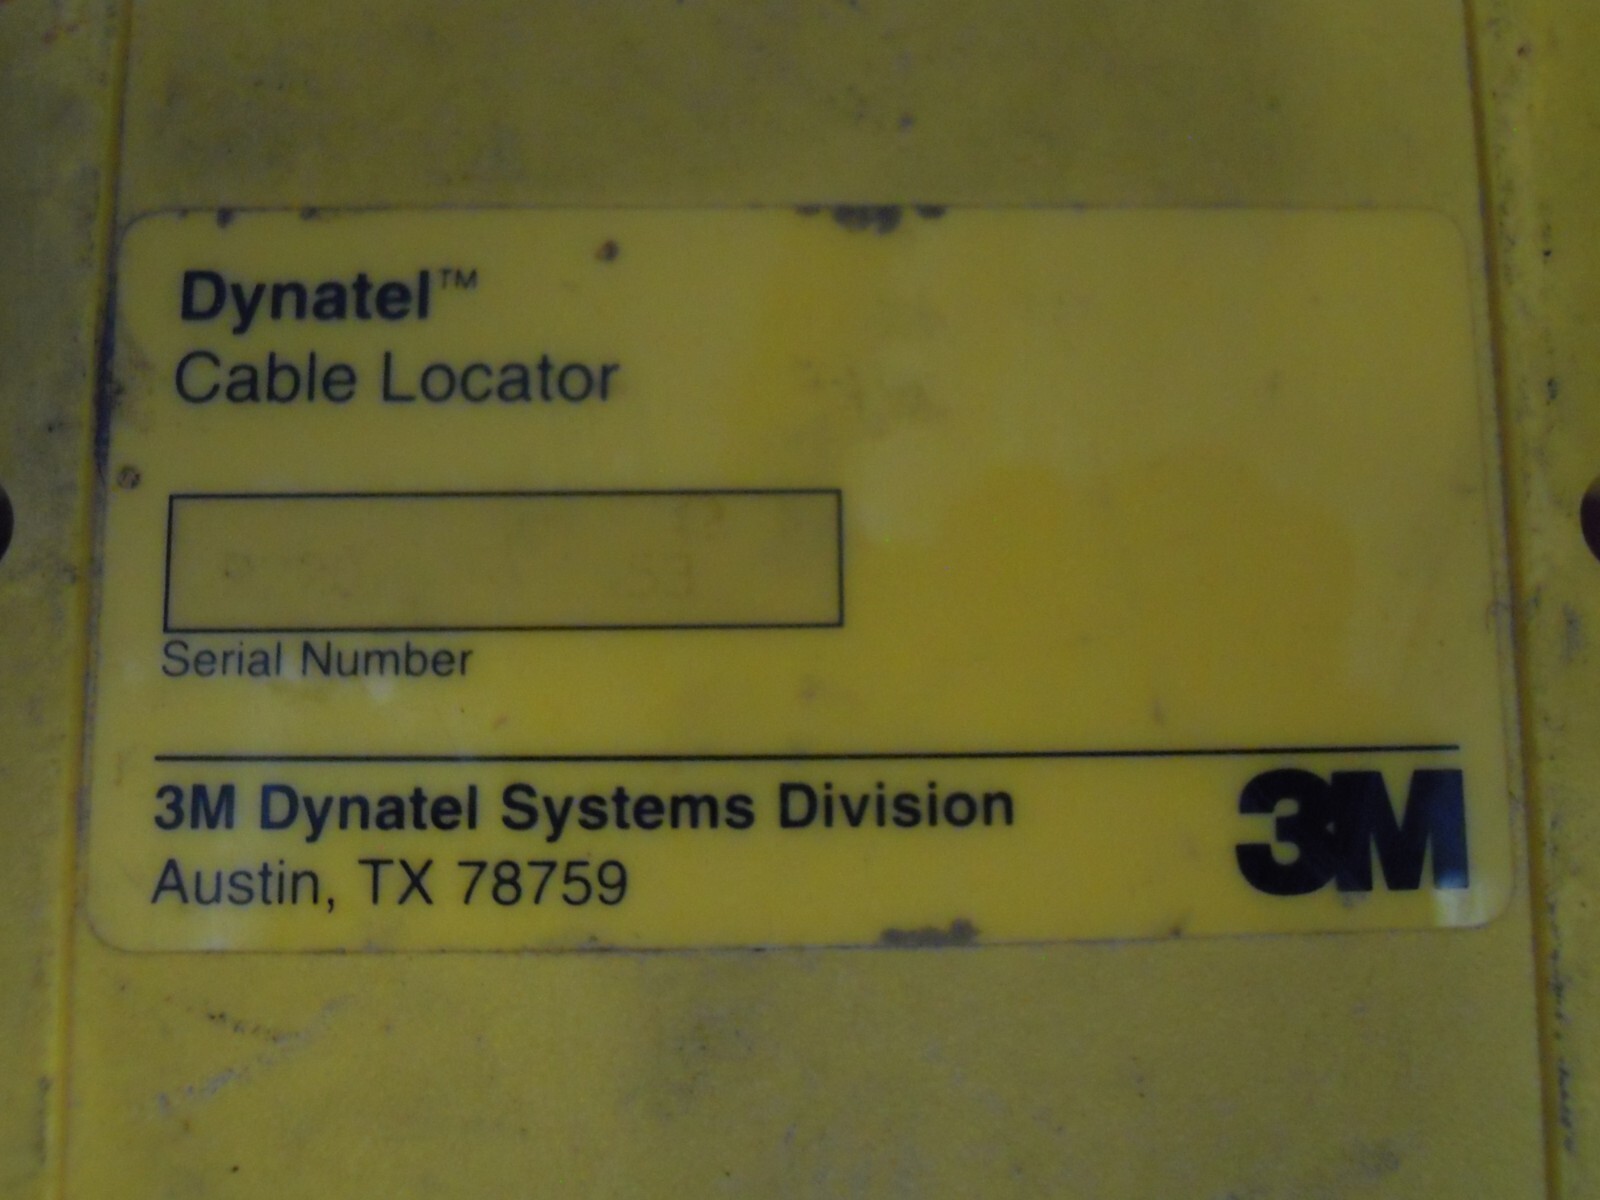 Dynatel™
Cable Locator
Serial Number
3M Dynatel Systems Division
Austin, TX 78759
3M